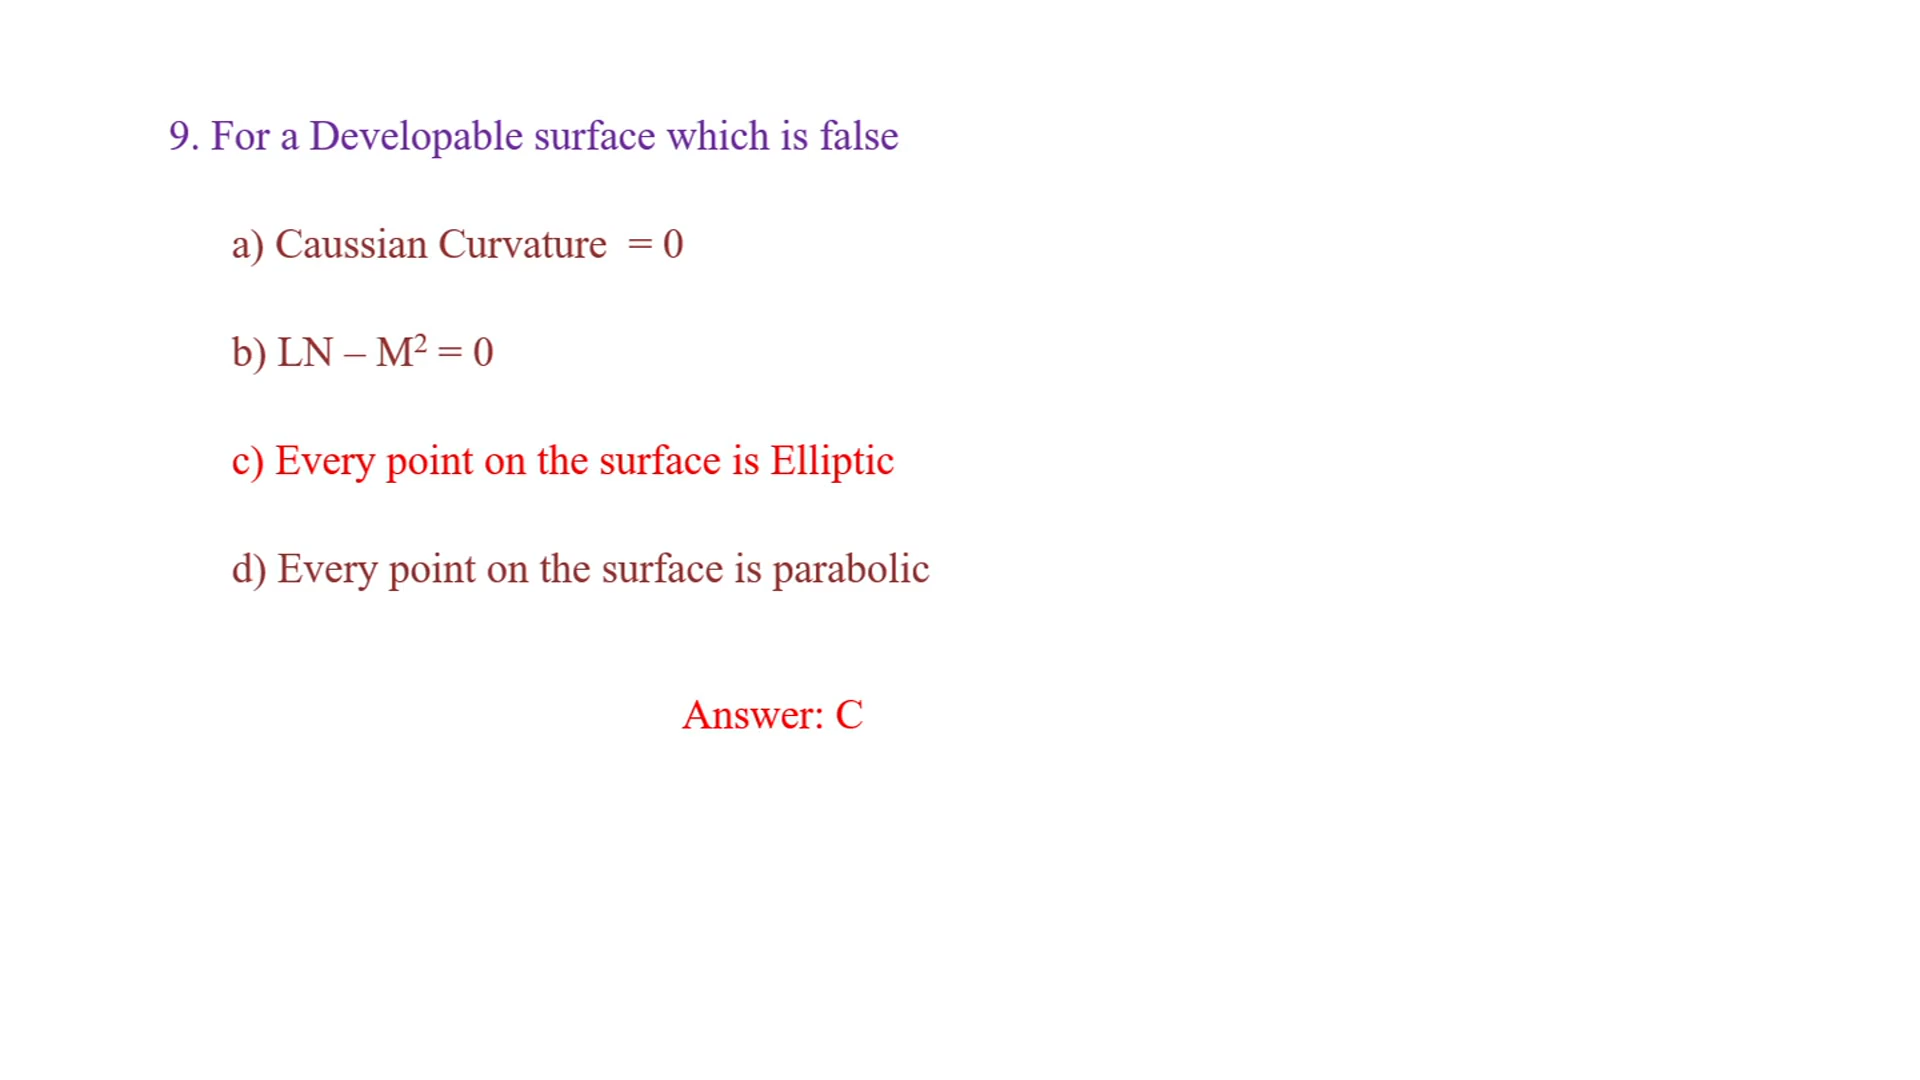 9. For a Developable surface which is false
a) Caussian Curvature = 0
b) LN – M² = 0
c) Every point on the surface is Elliptic
d) Every point on the surface is parabolic
Answer: C